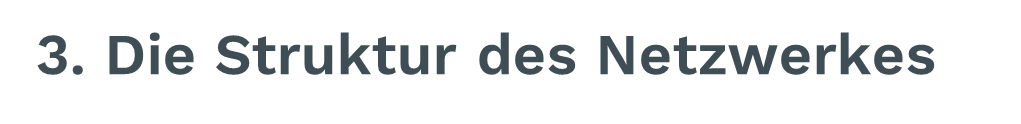 3. Die Struktur des Netzwerkes